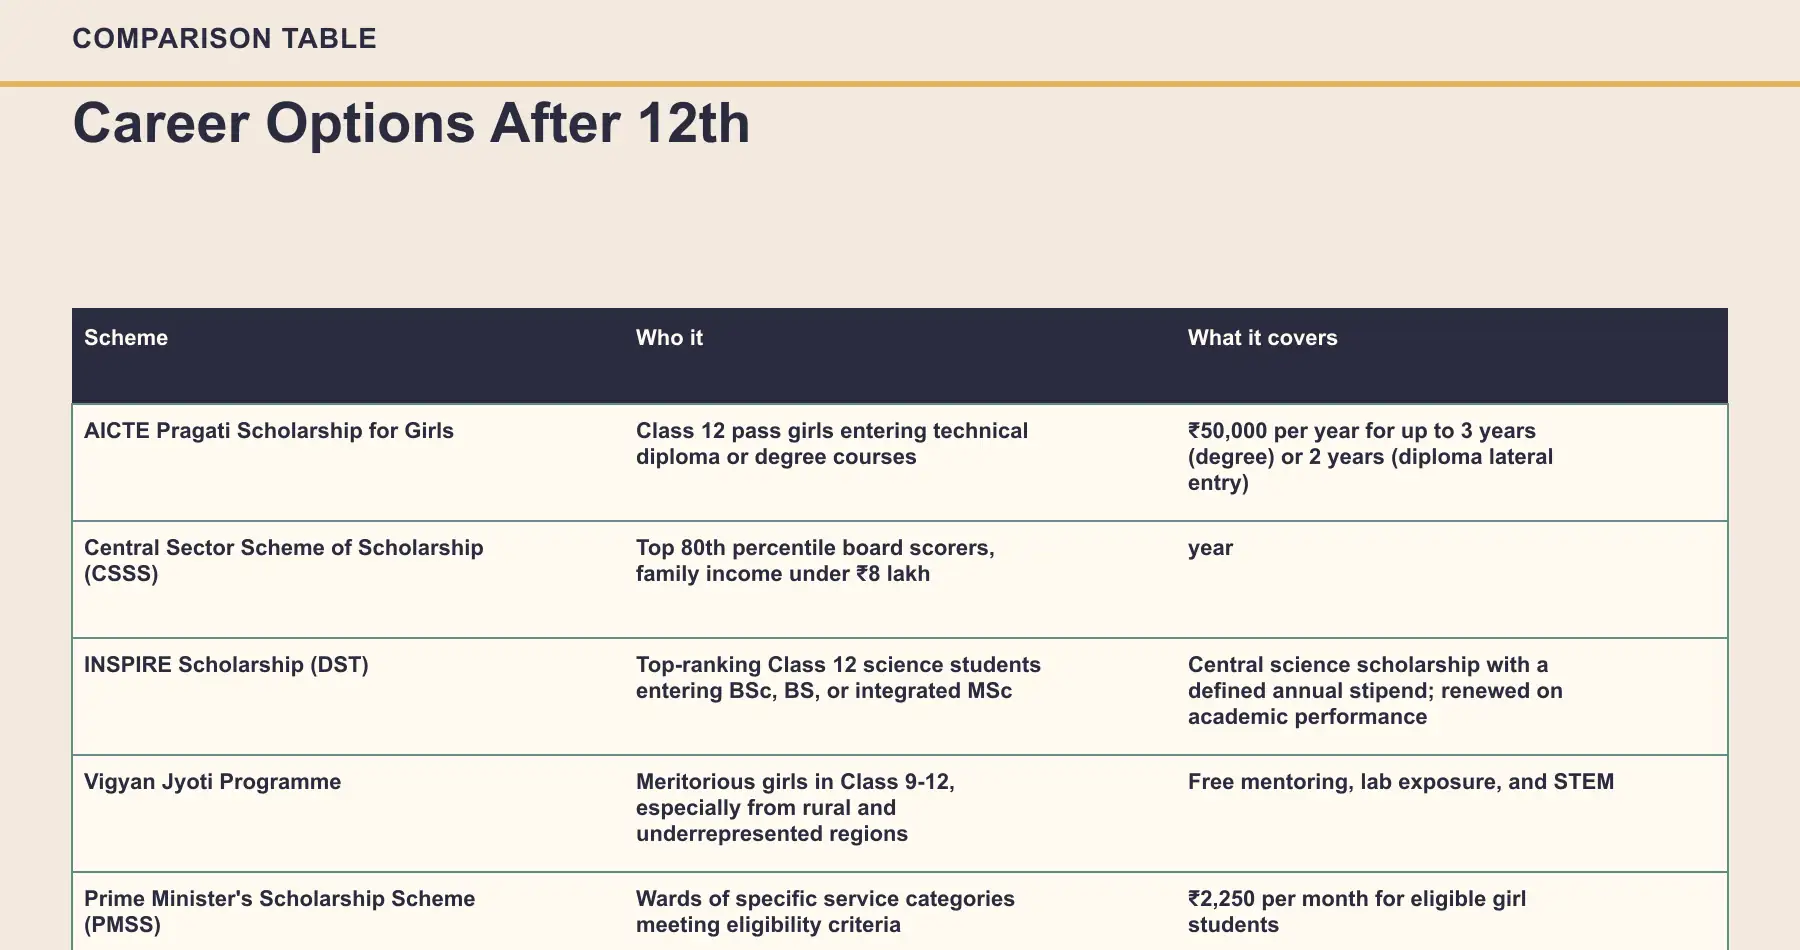 COMPARISON TABLE
Career Options After 12th
Scheme
Who it
What it covers
AICTE Pragati Scholarship for Girls
Class 12 pass girls entering technical
diploma or degree courses
₹50,000 per year for up to 3 years
(degree) or 2 years (diploma lateral
entry)
Central Sector Scheme of Scholarship
(CSSS)
Top 80th percentile board scorers,
family income under ₹8 lakh
year
INSPIRE Scholarship (DST)
Top-ranking Class 12 science students
entering BSc, BS, or integrated MSc
Central science scholarship with a
defined annual stipend; renewed on
academic performance
Vigyan Jyoti Programme
Meritorious girls in Class 9-12,
especially from rural and
underrepresented regions
Free mentoring, lab exposure, and STEM
Prime Minister's Scholarship Scheme
(PMSS)
Wards of specific service categories
meeting eligibility criteria
₹2,250 per month for eligible girl
students